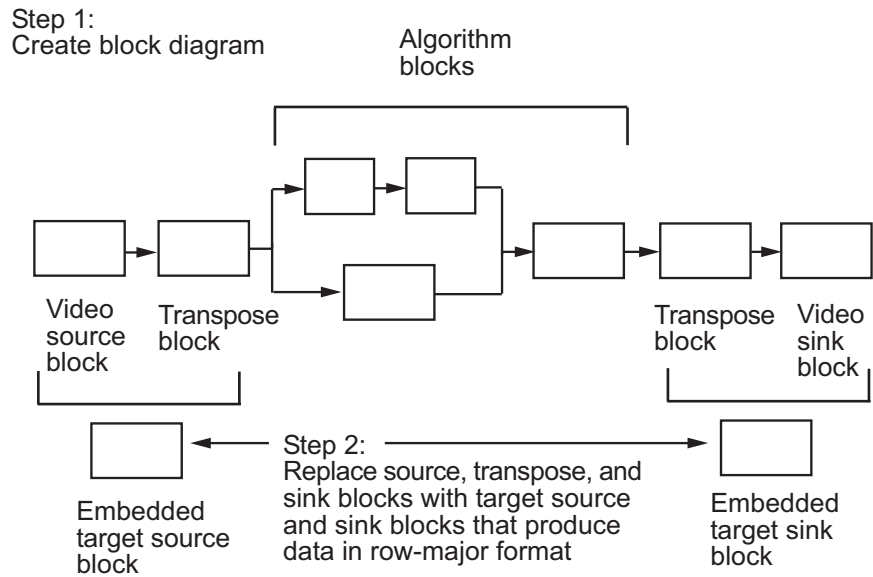 Step 1:
Create block diagram
Algorithm
blocks
Video
source
block
Transpose
block
Transpose
block
Video
sink
block
Step 2:
Replace source, transpose, and
sink blocks with target source
and sink blocks that produce
data in row-major format
Embedded
target source
block
Embedded
target sink
block